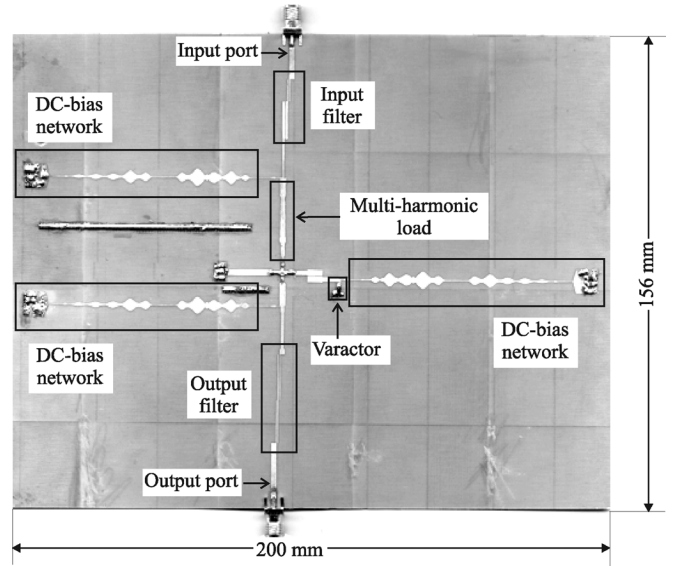 Input port
DC-bias
network
Input
filter
Multi-harmonic
load
DC-bias
network
Varactor
DC-bias
network
Output
filter
Output port
156 mm
200 mm